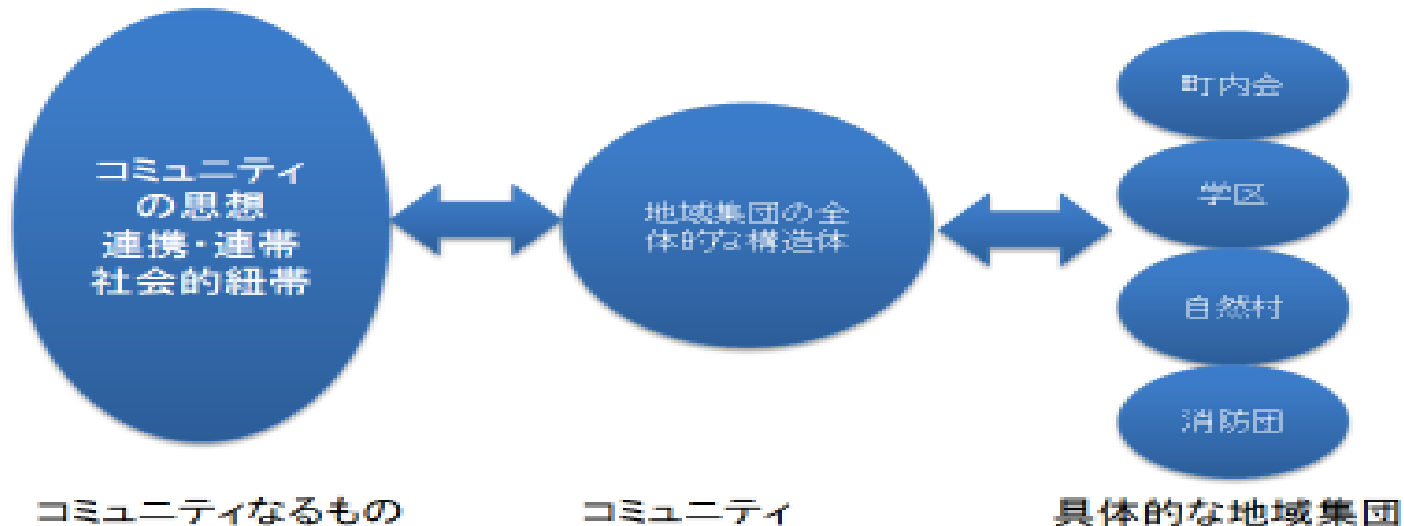 コミュニティ
の思想
連携・連帯
社会的紐帯
地域集団の全
体的な構造体
町内会
学区
自然村
消防団
コミュニティなるもの
コミュニティ
具体的な地域集団